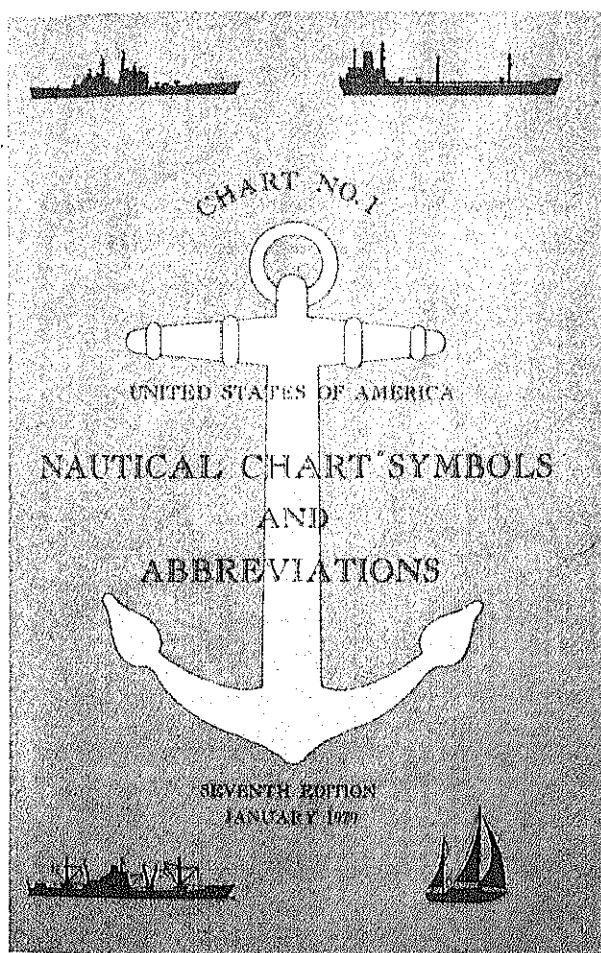 CHART NO. 1
UNITED STATES OF AMERICA
NAUTICAL CHART SYMBOLS
AND
ABBREVIATIONS
SEVENTH EDITION
JANUARY 1979